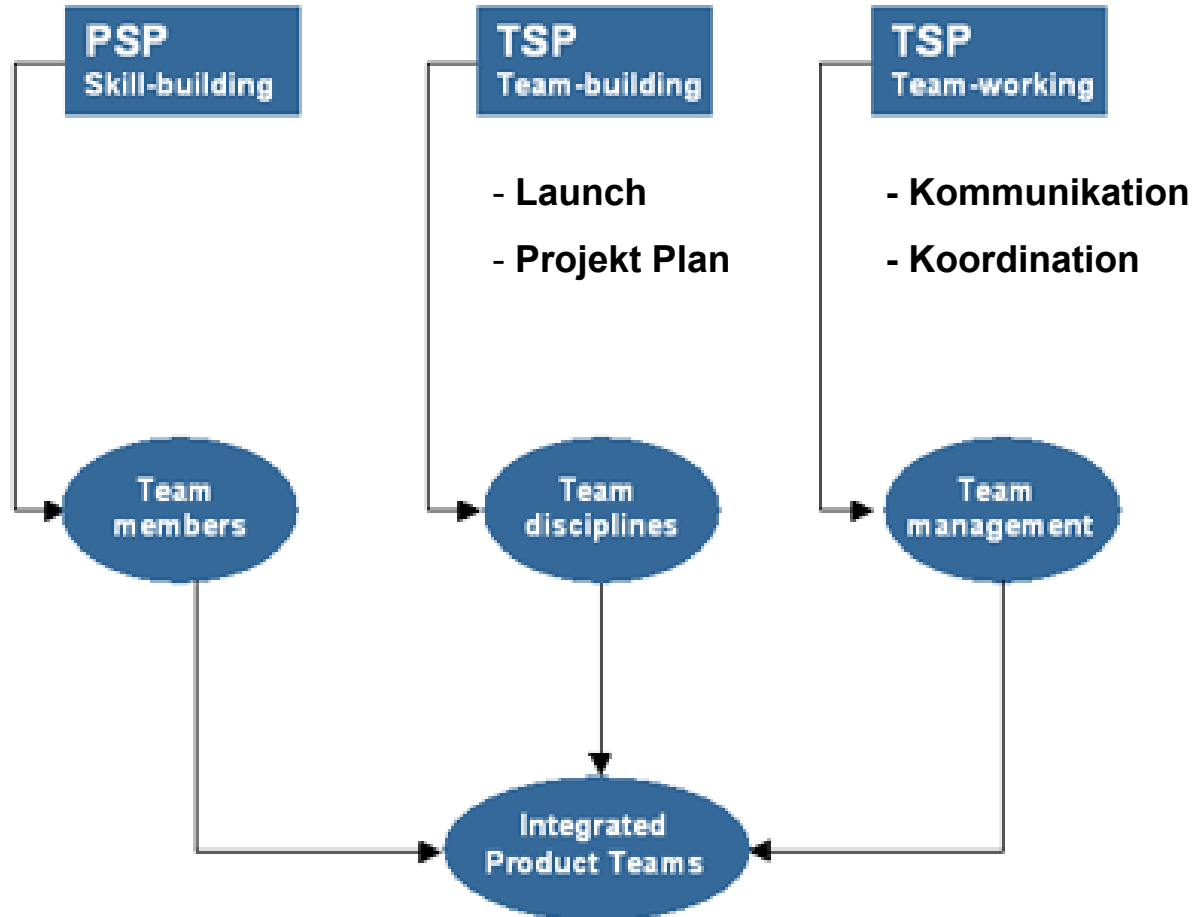 PSP
Skill-building
TSP
Team-building
TSP
Team-working
- Launch
- Projekt Plan
- Kommunikation
- Koordination
Team
members
Team
disciplines
Team
management
Integrated
Product Teams